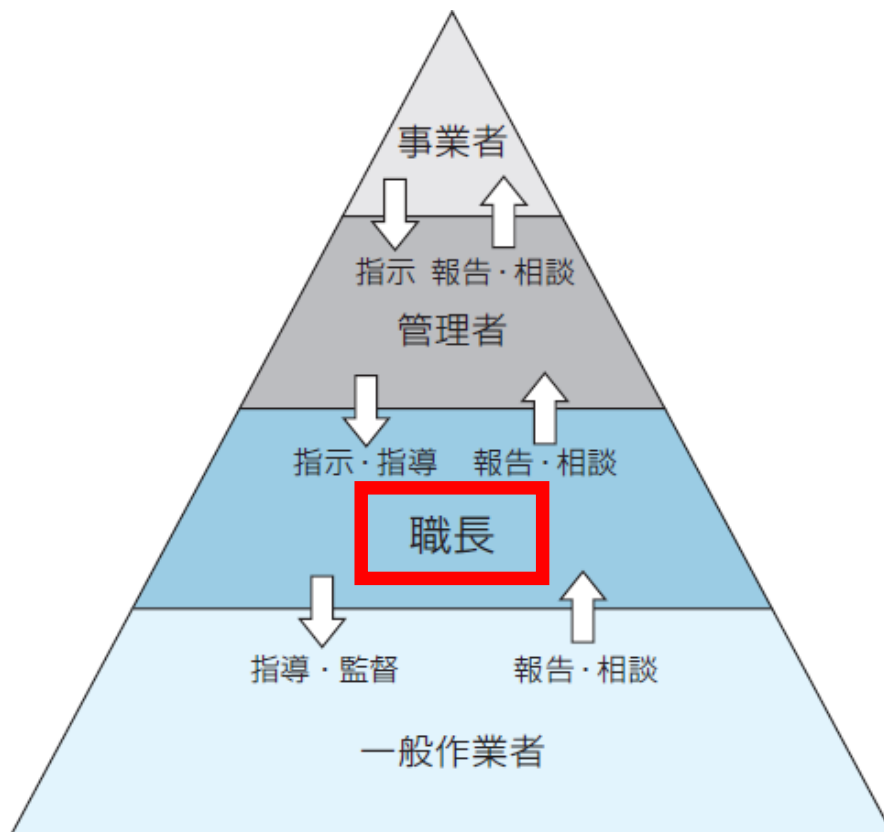 事業者
指示 報告・相談
管理者
指示・指導 報告・相談
職長
指導・監督 報告・相談
一般作業者